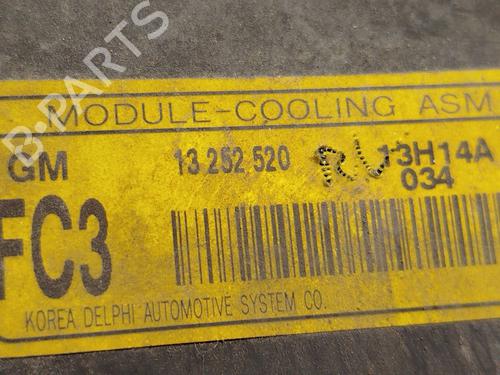 B-PARTS
MODULE-COOLING ASM
GM 13 252 520 RU 13H14A
034
FC3
KOREA DELPHI AUTOMOTIVE SYSTEM CO.